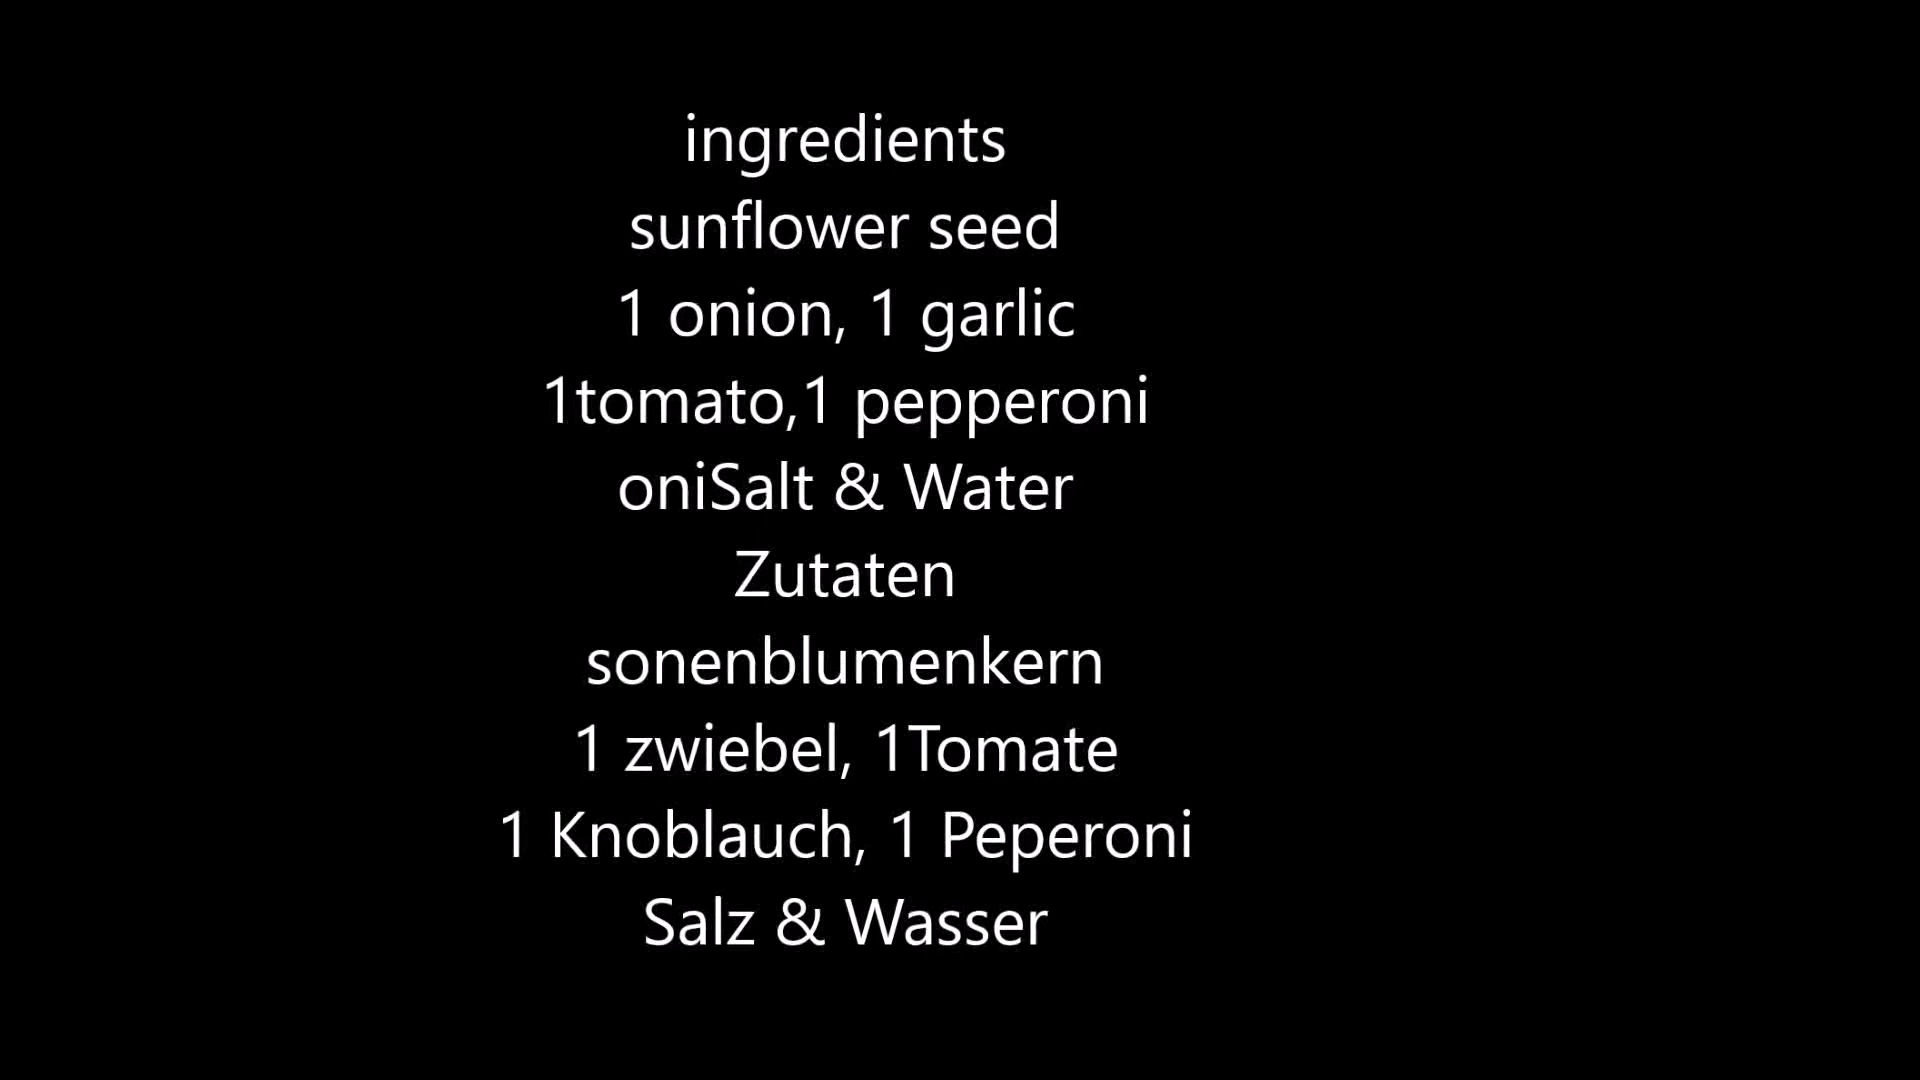 ingredients
sunflower seed
1 onion, 1 garlic
1tomato,1 pepperoni
oniSalt & Water
Zutaten
sonenblumenkern
1 zwiebel, 1Tomate
1 Knoblauch, 1 Peperoni
Salz & Wasser